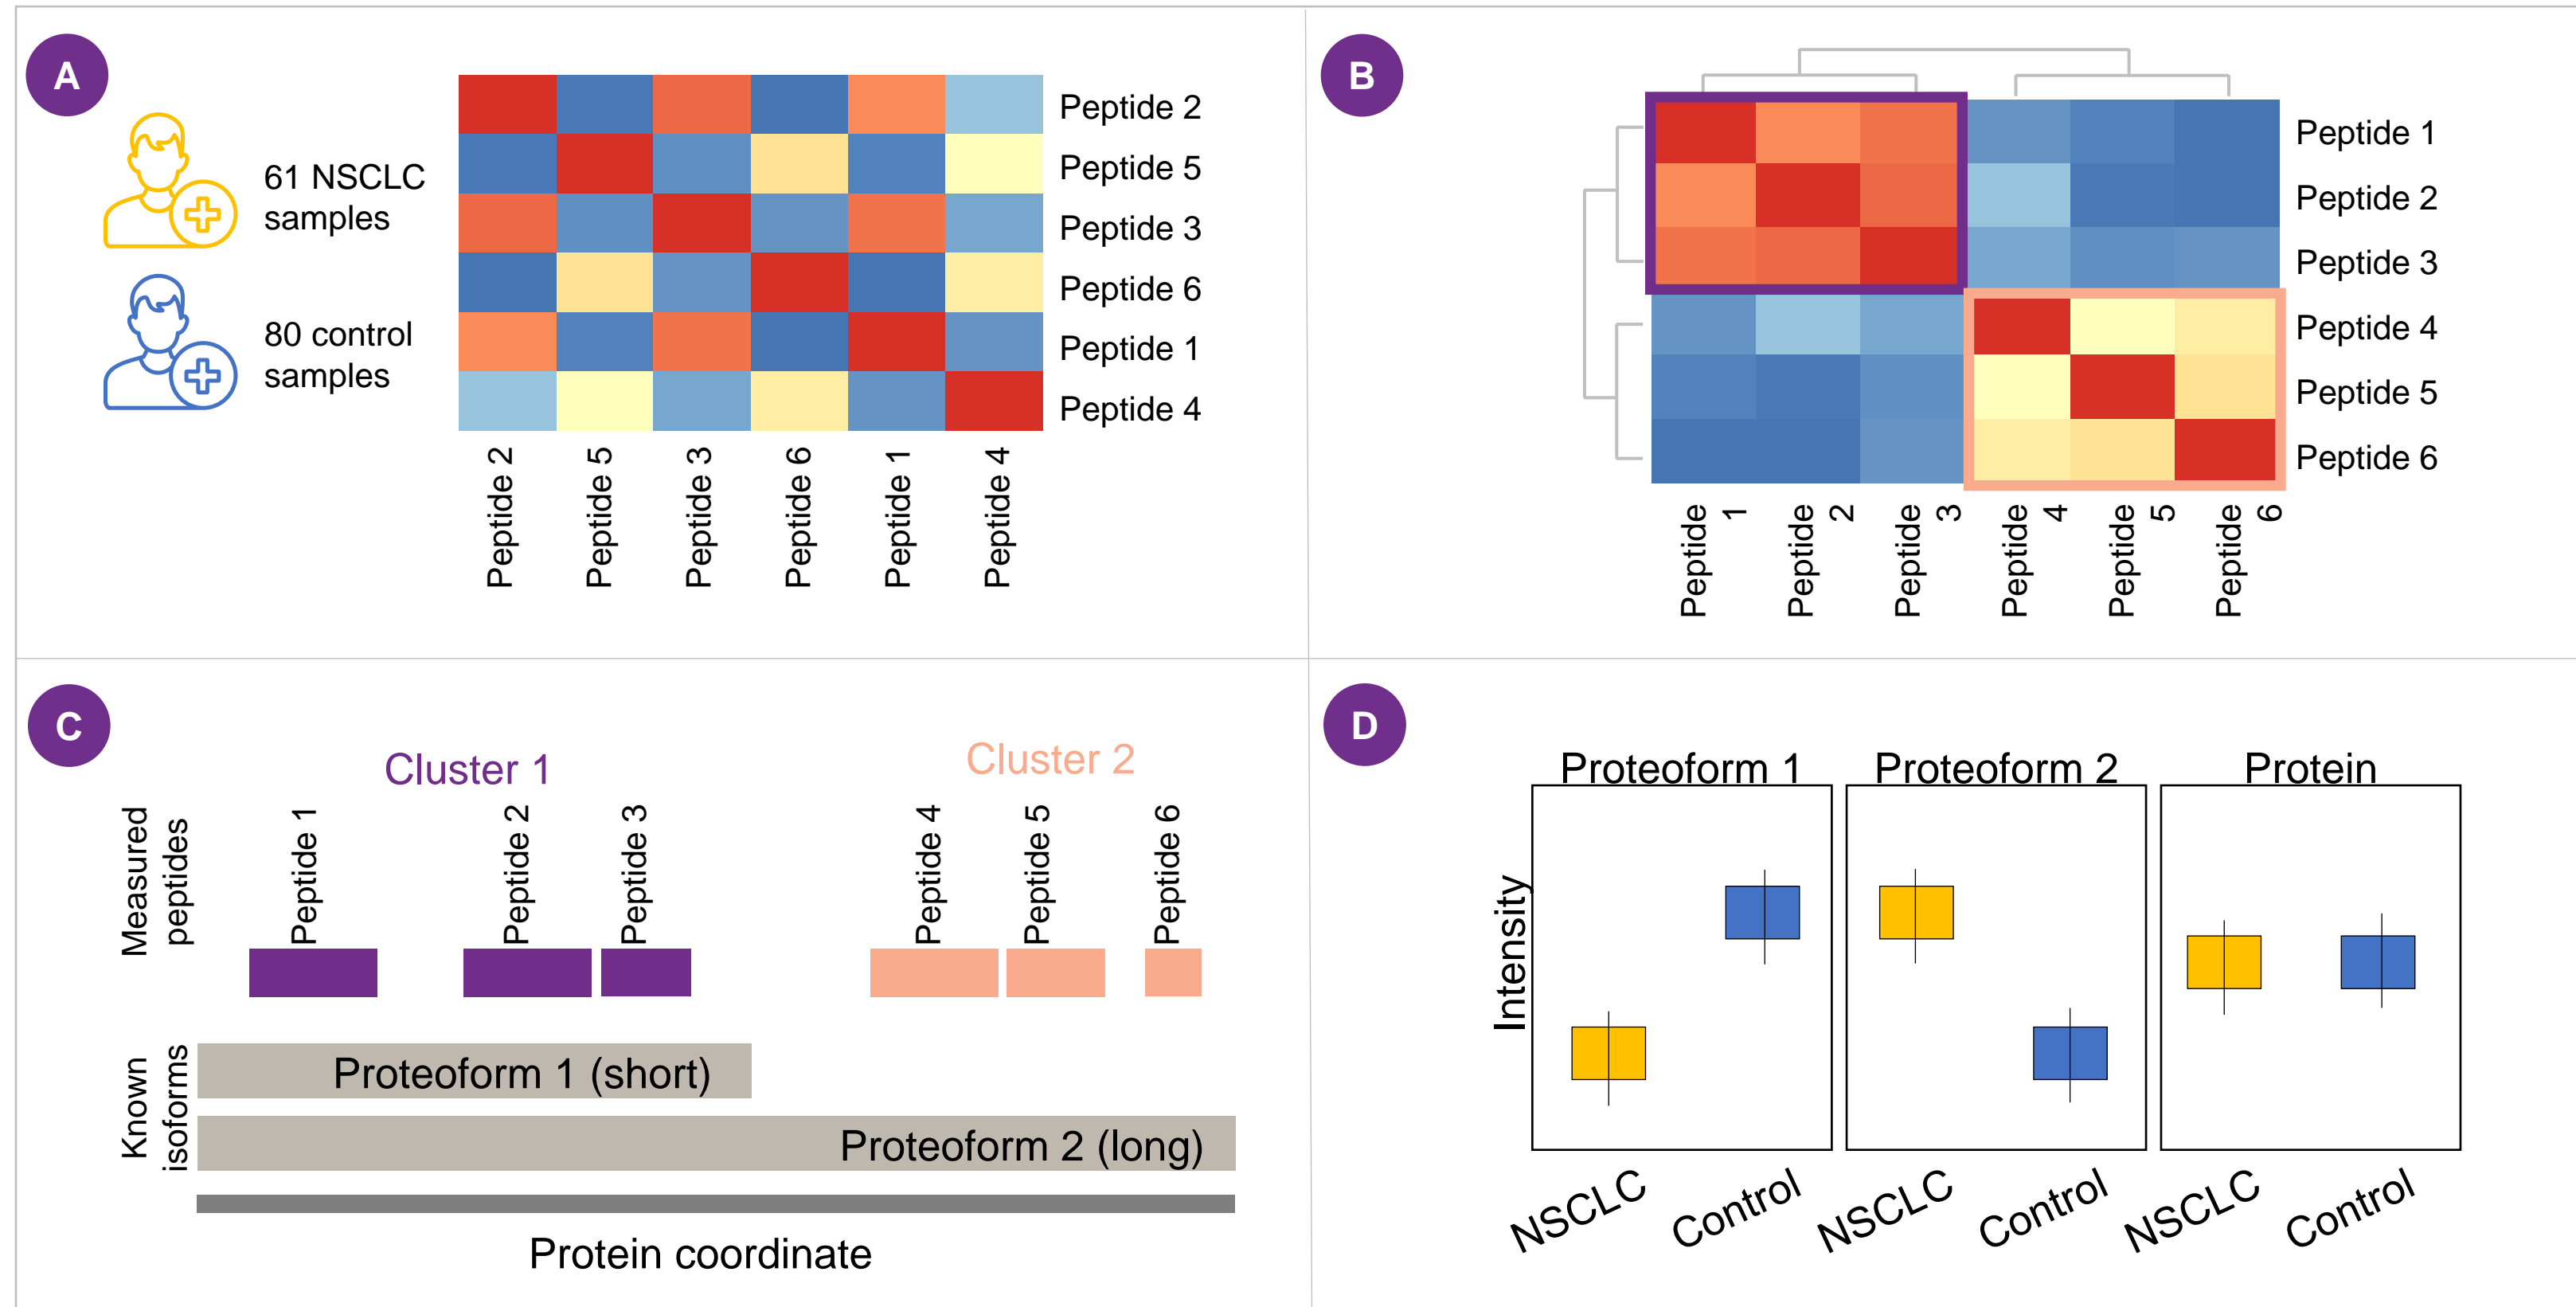 A
61 NSCLC
samples
80 control
samples
Peptide 2
Peptide 5
Peptide 3
Peptide 6
Peptide 1
Peptide 4
Peptide 2
Peptide 5
Peptide 3
Peptide 6
Peptide 1
Peptide 4
B
Peptide 1
Peptide 2
Peptide 3
Peptide 4
Peptide 5
Peptide 6
Peptide
1
Peptide
2
Peptide
3
Peptide
4
Peptide
5
Peptide
6
C
Cluster 1
Cluster 2
Measured
peptides
Peptide 1
Peptide 2
Peptide 3
Peptide 4
Peptide 5
Peptide 6
Known
isoforms
Proteoform 1 (short)
Proteoform 2 (long)
Protein coordinate
D
Proteoform 1
Proteoform 2
Protein
Intensity
NSCLC
Control
NSCLC
Control
NSCLC
Control